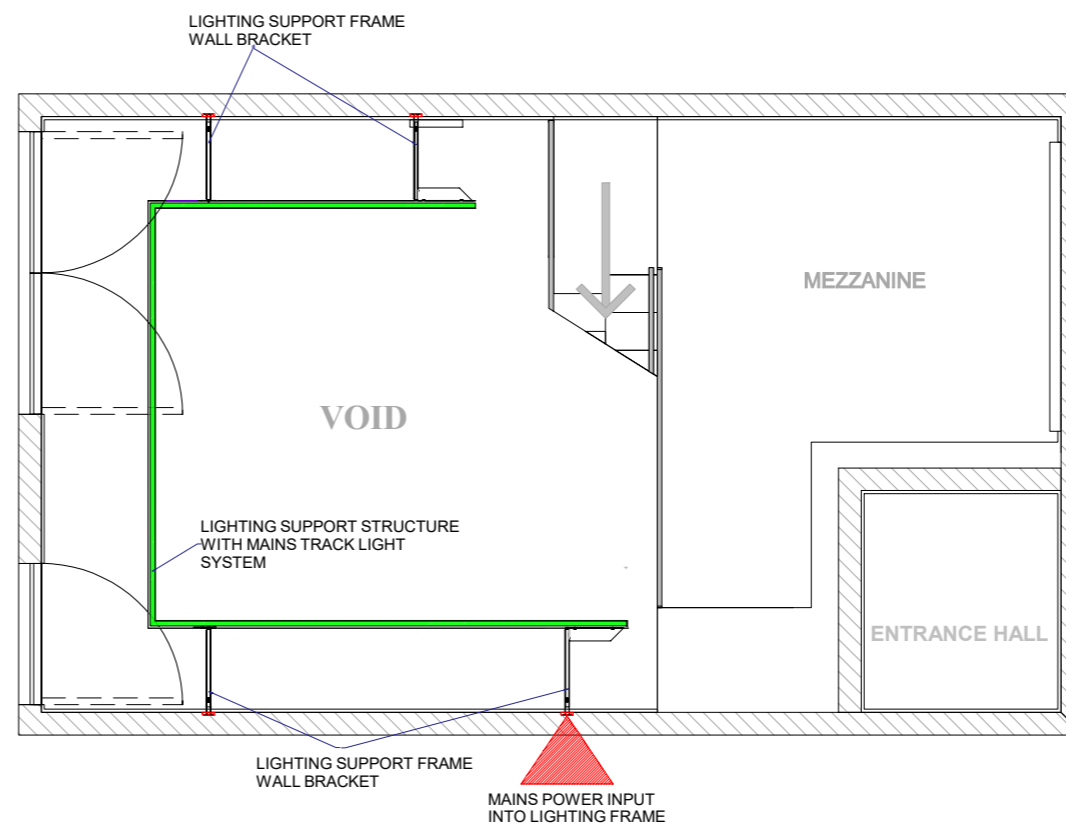 LIGHTING SUPPORT FRAME
WALL BRACKET
MEZZANINE
VOID
LIGHTING SUPPORT STRUCTURE
WITH MAINS TRACK LIGHT
SYSTEM
ENTRANCE HALL
LIGHTING SUPPORT FRAME
WALL BRACKET
MAINS POWER INPUT
INTO LIGHTING FRAME